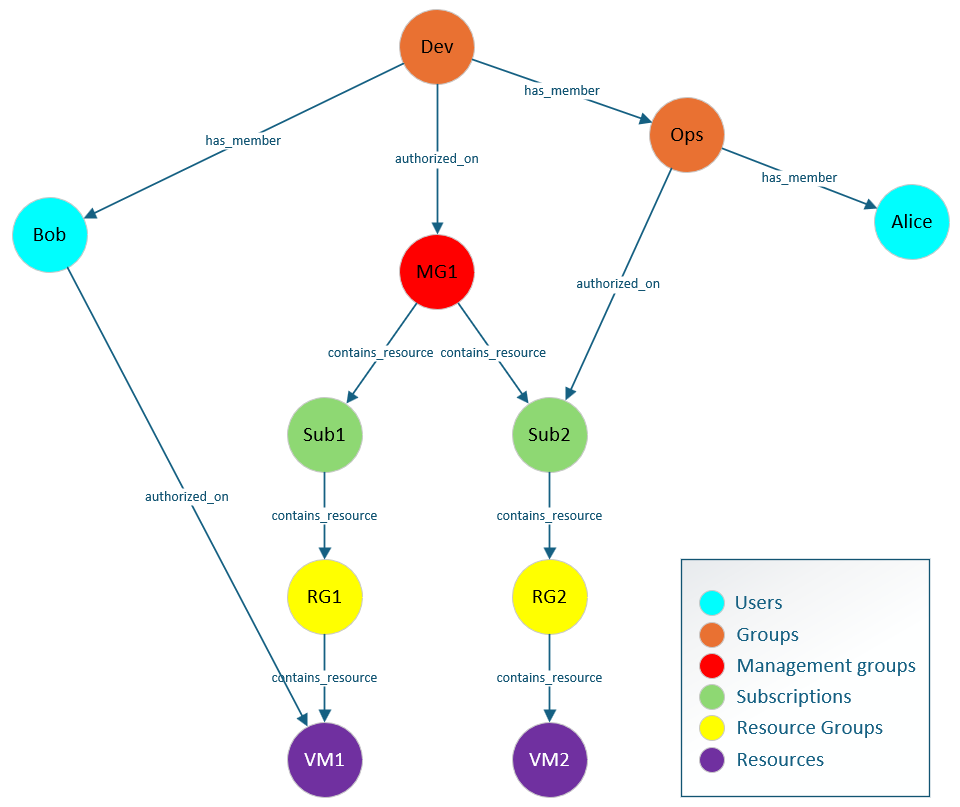 Dev
has_member
Ops
has_member
authorized_on
has_member
Alice
Bob
MG1
authorized_on
contains_resource
contains_resource
Sub1
Sub2
authorized_on
contains_resource
contains_resource
RG1
RG2
Users
Groups
Management groups
contains_resource
contains_resource
Subscriptions
Resource Groups
VM1
VM2
Resources